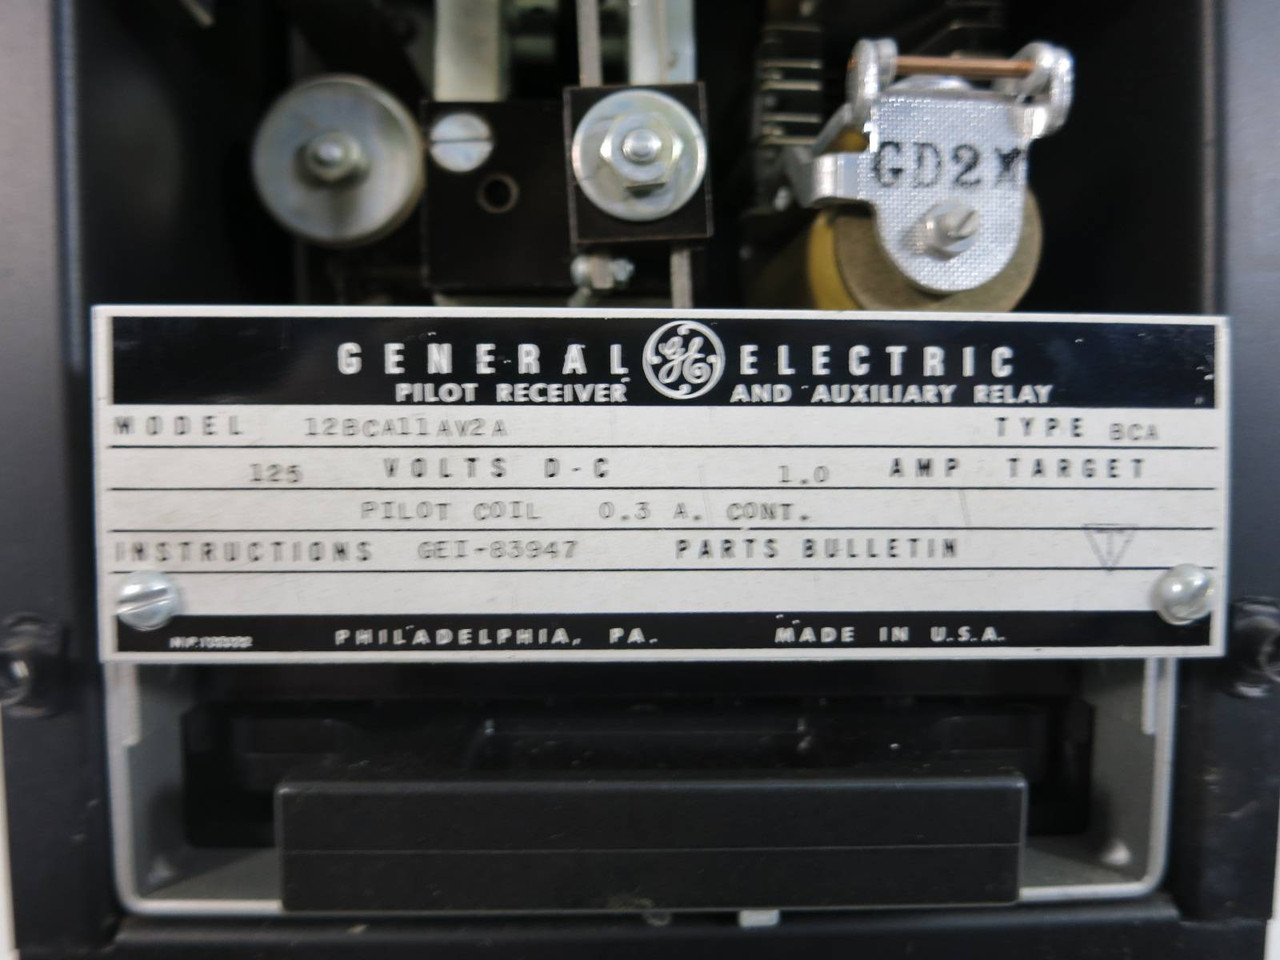 GD2X
GENERAL GE ELECTRIC
PILOT RECEIVER AND AUXILIARY RELAY
MODEL 12BCA11AV2A TYPE BCA
125 VOLTS D-C 1.0 AMP TARGET
PILOT COIL 0.3 A. CONT.
INSTRUCTIONS GEI-83947 PARTS BULLETIN
T
PHILADELPHIA, PA. MADE IN U.S.A.